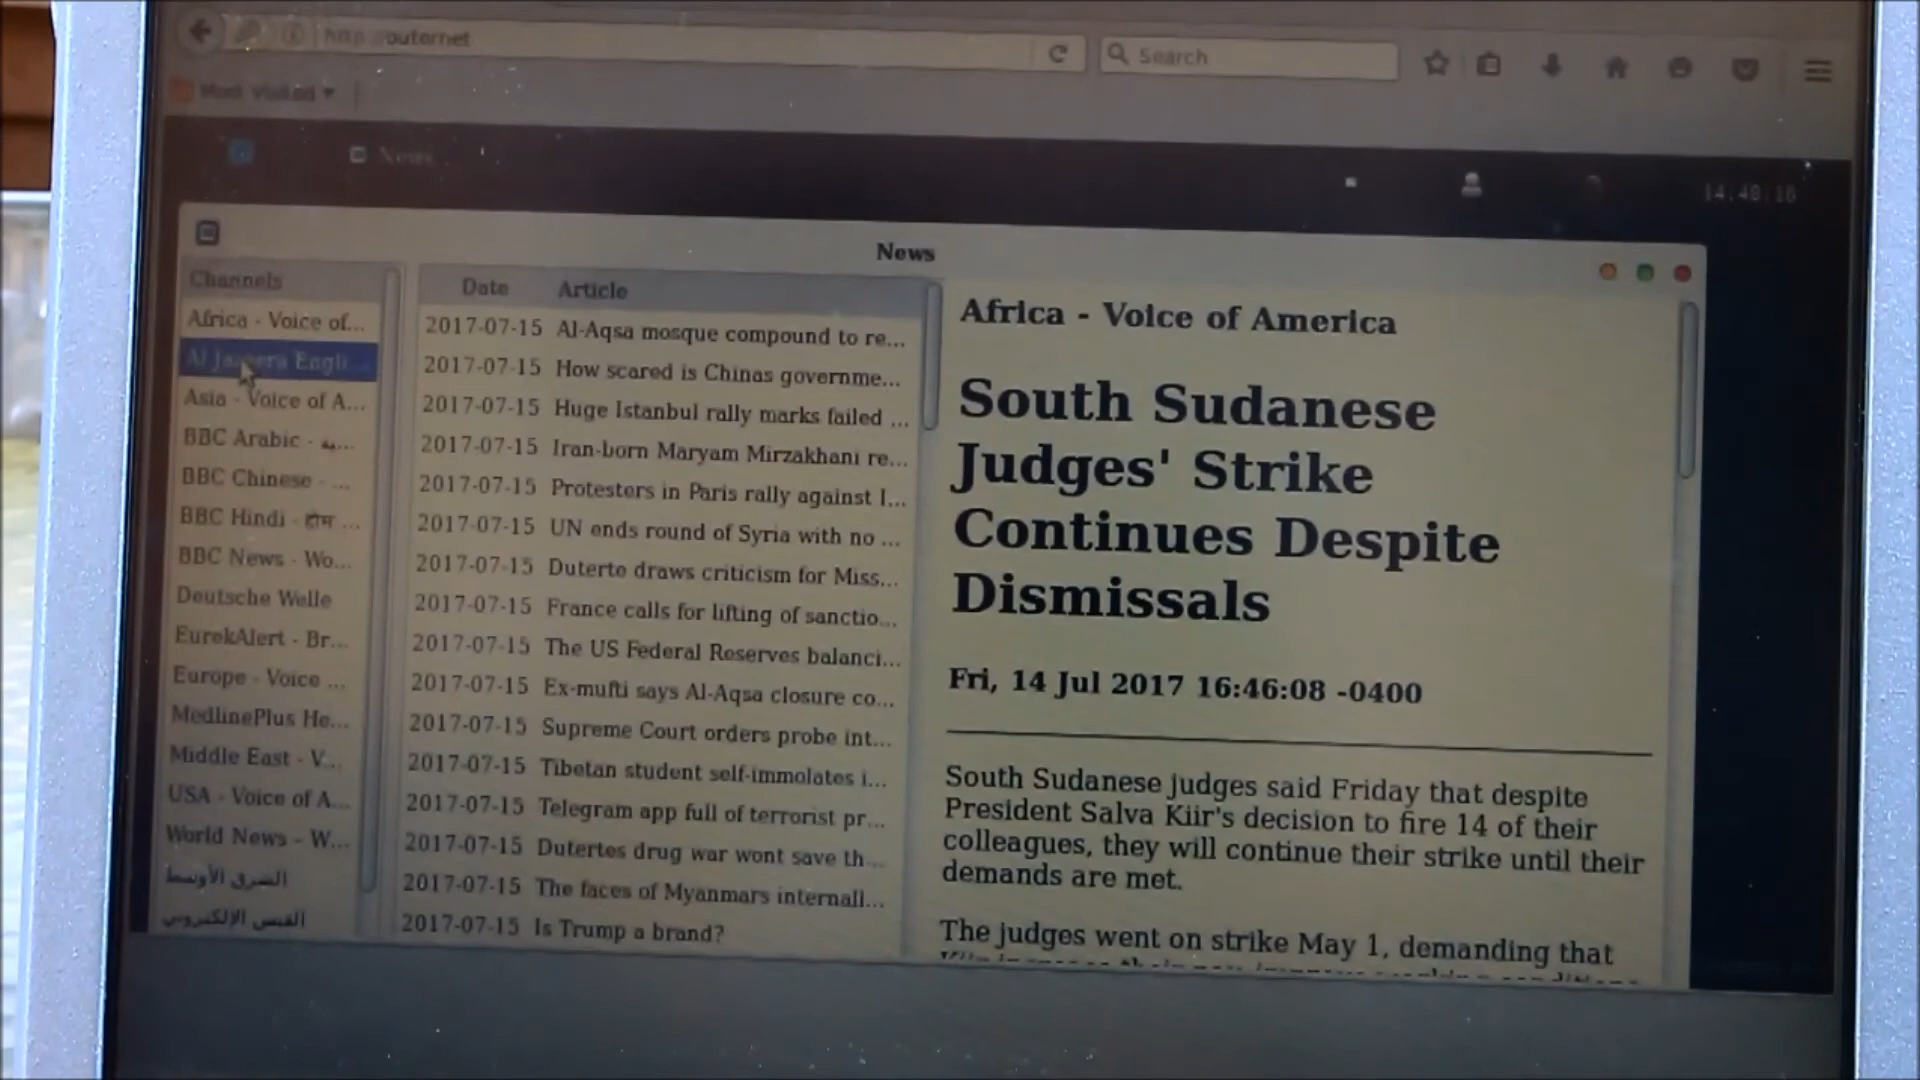 http://outernet
Search
Most Visited
News
14:48:16
News
Channels
Africa - Voice of...
Al Jazeera Engli...
Asia - Voice of A...
BBC Arabic - ...
BBC Chinese - ...
BBC Hindi - होम ...
BBC News - Wo...
Deutsche Welle
EurekAlert - Br...
Europe - Voice ...
MedlinePlus He...
Middle East - V...
USA - Voice of A...
World News - W...
الشرق الأوسط
القبس الإلكتروني
Date Article
2017-07-15 Al-Aqsa mosque compound to re...
2017-07-15 How scared is Chinas governme...
2017-07-15 Huge Istanbul rally marks failed ...
2017-07-15 Iran-born Maryam Mirzakhani re...
2017-07-15 Protesters in Paris rally against I...
2017-07-15 UN ends round of Syria with no ...
2017-07-15 Duterte draws criticism for Miss...
2017-07-15 France calls for lifting of sanctio...
2017-07-15 The US Federal Reserves balanci...
2017-07-15 Ex-mufti says Al-Aqsa closure co...
2017-07-15 Supreme Court orders probe int...
2017-07-15 Tibetan student self-immolates i...
2017-07-15 Telegram app full of terrorist pr...
2017-07-15 Dutertes drug war wont save th...
2017-07-15 The faces of Myanmars internall...
2017-07-15 Is Trump a brand?
Africa - Voice of America
South Sudanese
Judges' Strike
Continues Despite
Dismissals
Fri, 14 Jul 2017 16:46:08 -0400
South Sudanese judges said Friday that despite
President Salva Kiir's decision to fire 14 of their
colleagues, they will continue their strike until their
demands are met.
The judges went on strike May 1, demanding that